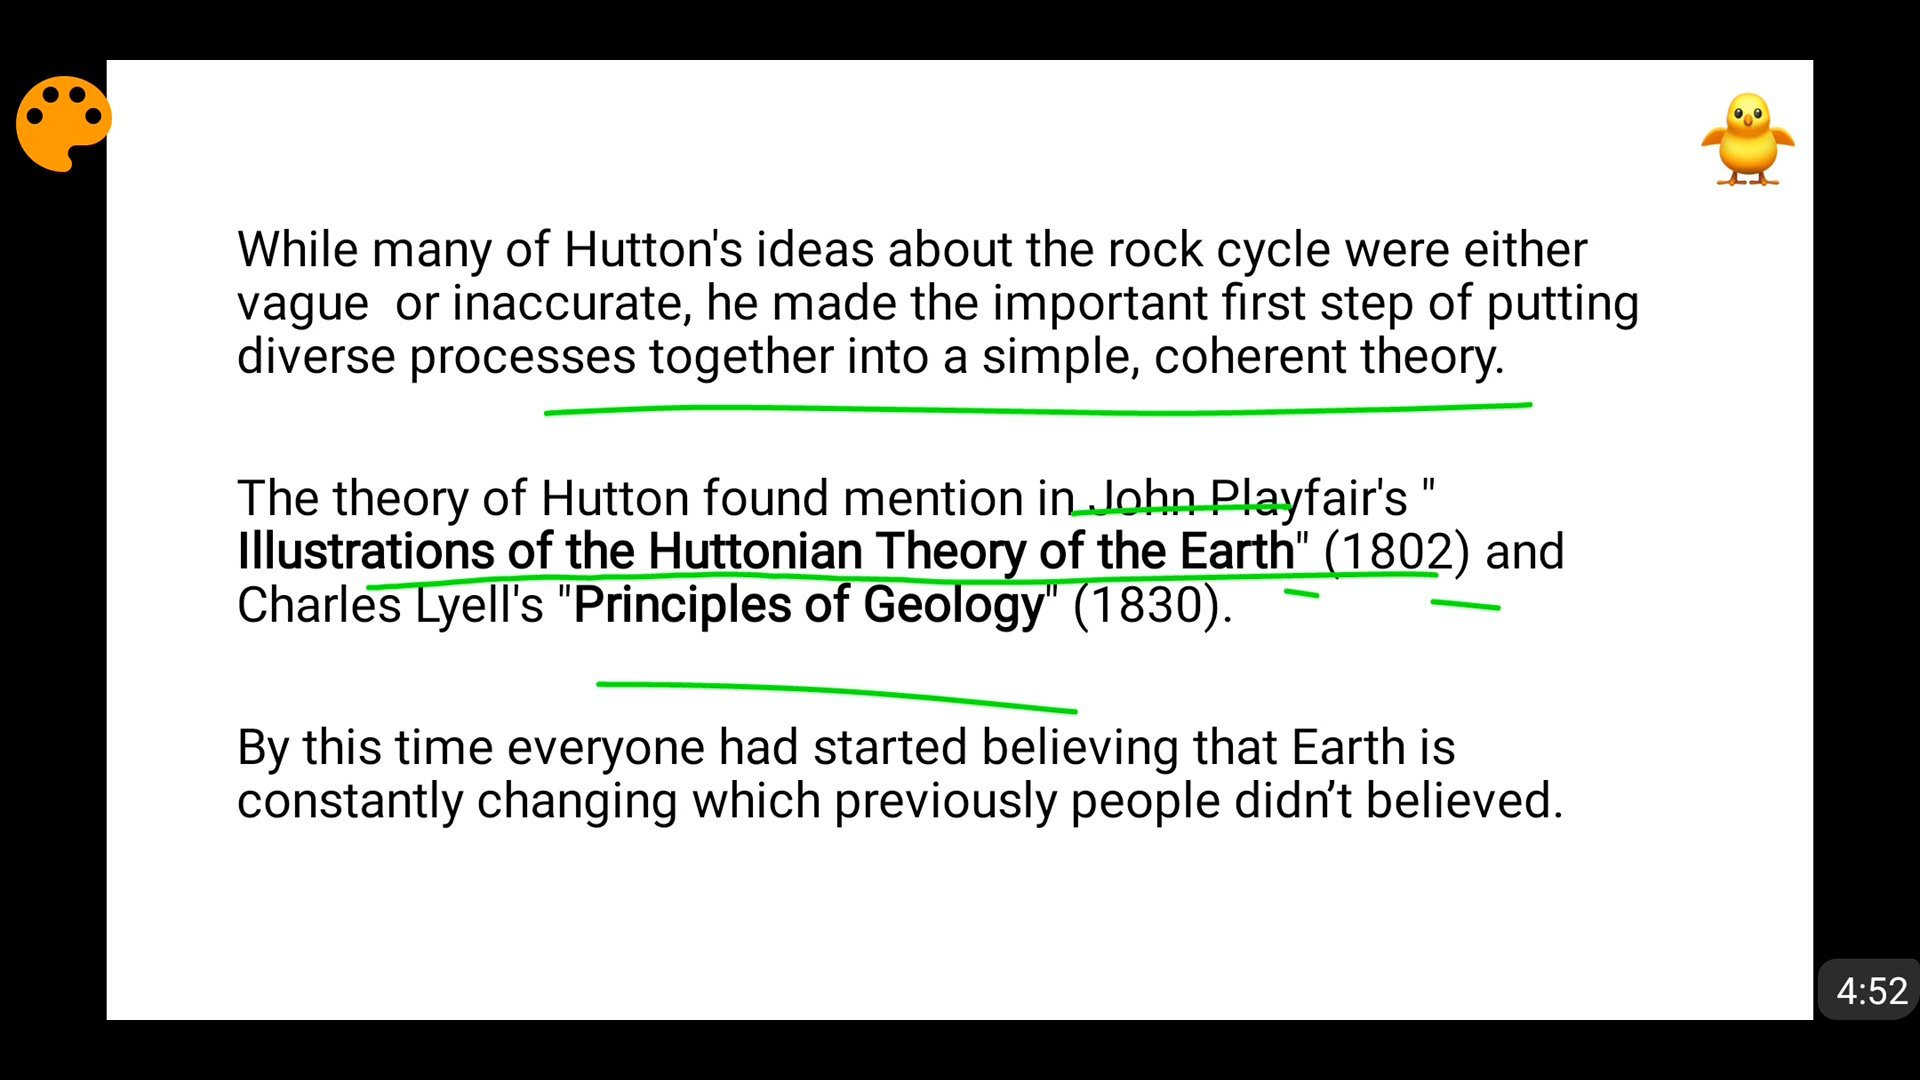 While many of Hutton's ideas about the rock cycle were either
vague  or inaccurate, he made the important first step of putting
diverse processes together into a simple, coherent theory.
The theory of Hutton found mention in John Playfair's "
Illustrations of the Huttonian Theory of the Earth" (1802) and
Charles Lyell's "Principles of Geology" (1830).
By this time everyone had started believing that Earth is
constantly changing which previously people didn’t believed.
4:52